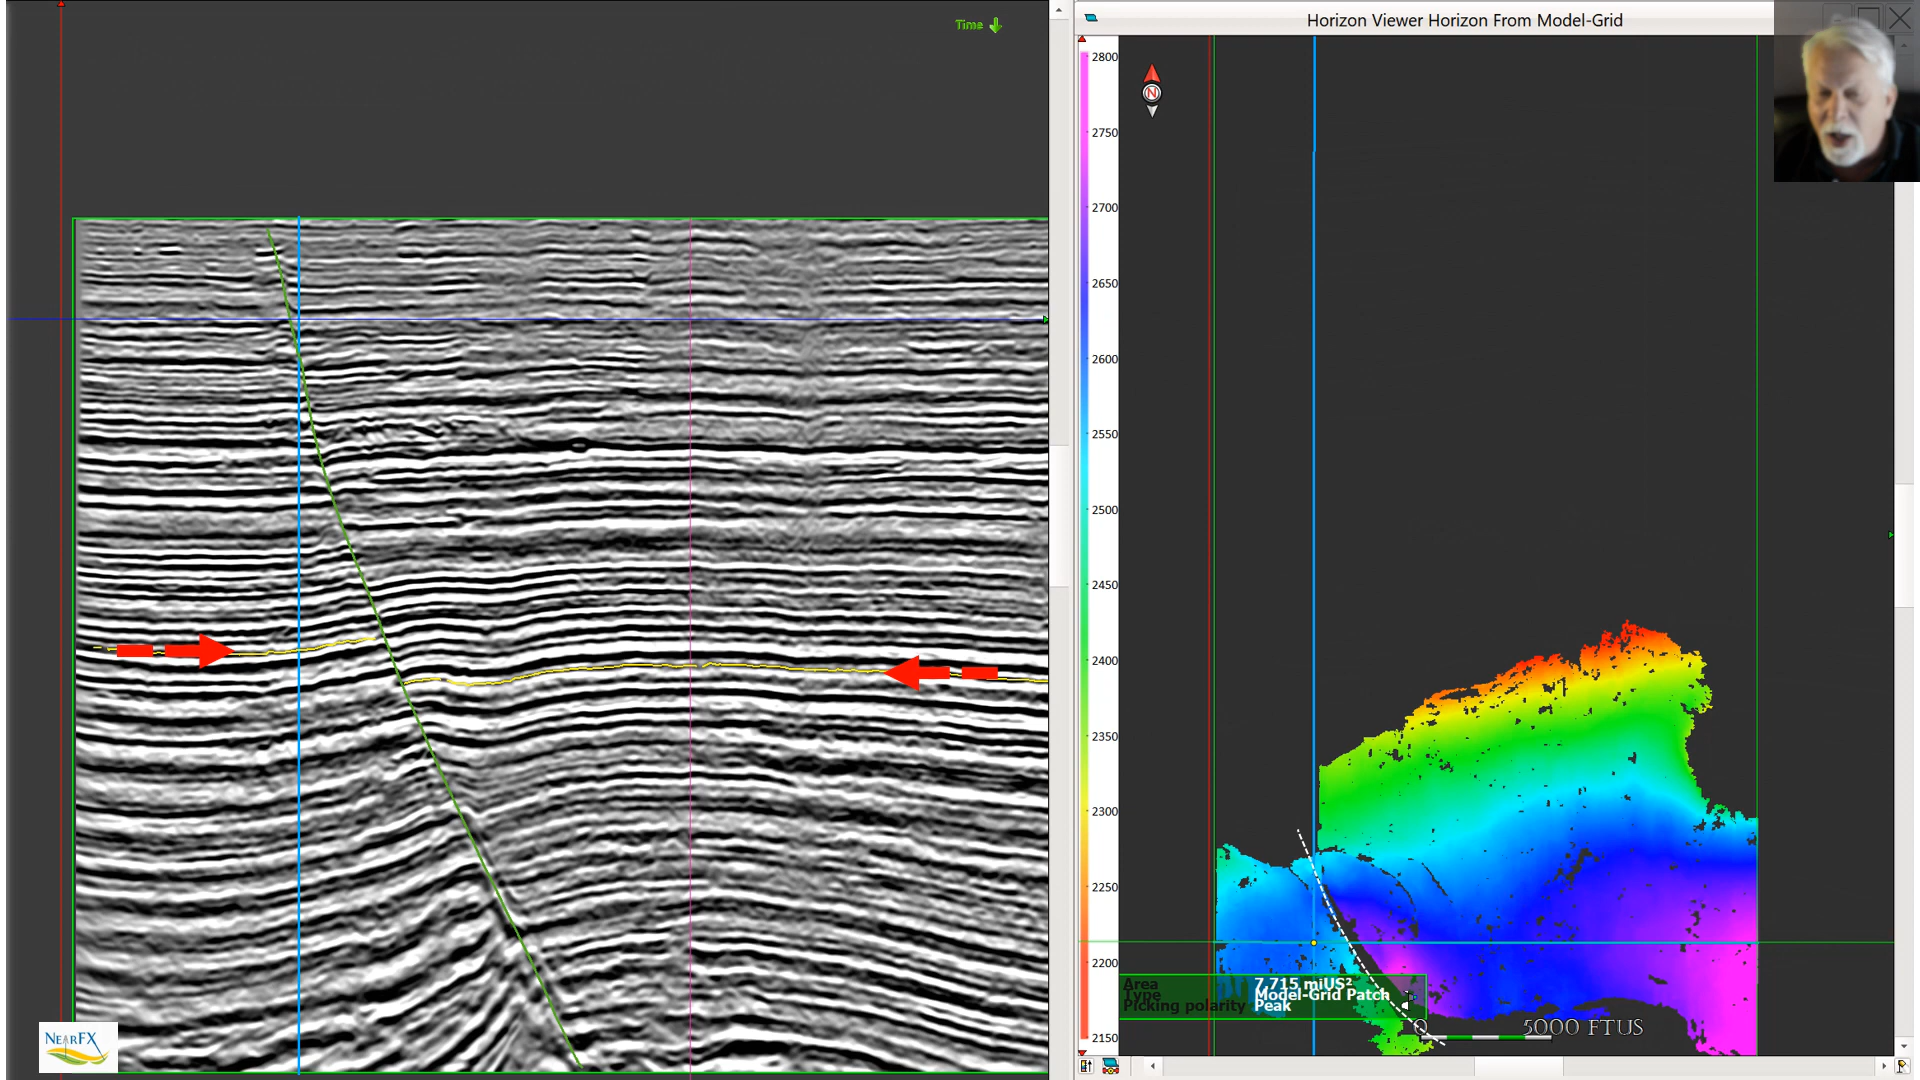 Time
Horizon Viewer Horizon From Model-Grid
N
2800
2750
2700
2650
2600
2550
2500
2450
2400
2350
2300
2250
2200
2150
Area 7,715 miUS²
Type Model-Grid Patch
Picking polarity Peak
0 5000 FTUS
NEARFX